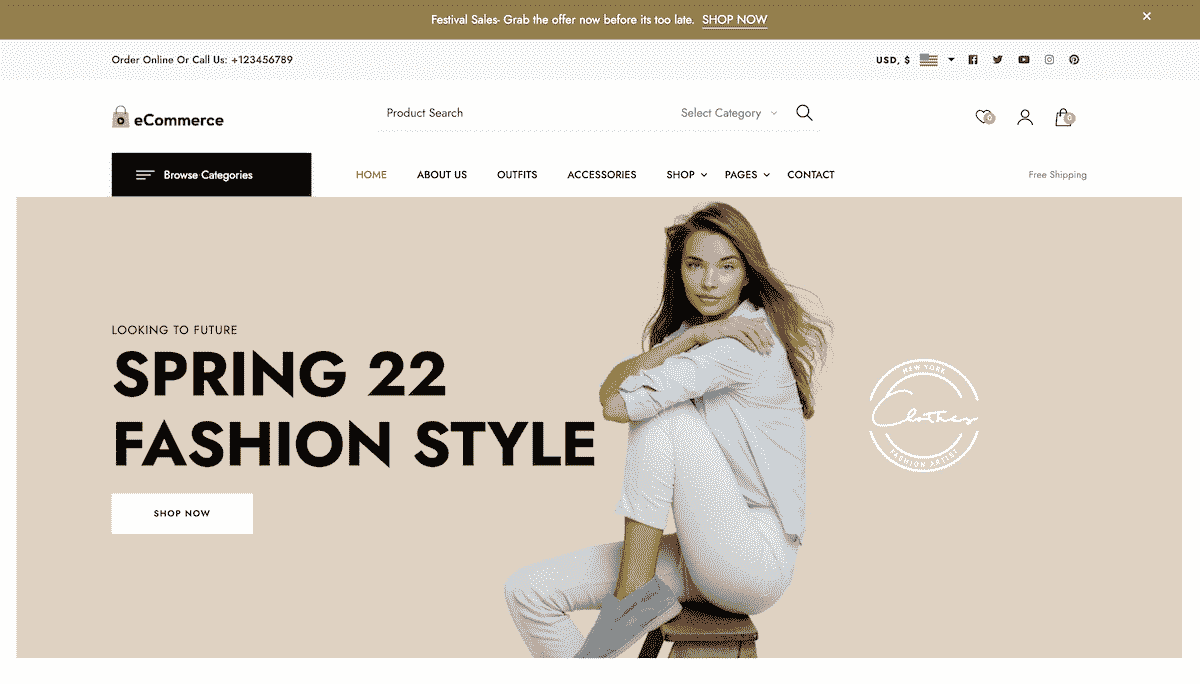 Festival Sales- Grab the offer now before its too late. SHOP NOW
Order Online Or Call Us: +123456789
USD, $
eCommerce
Product Search
Select Category
0
0
Browse Categories
HOME
ABOUT US
OUTFITS
ACCESSORIES
SHOP
PAGES
CONTACT
Free Shipping
LOOKING TO FUTURE
SPRING 22
FASHION STYLE
SHOP NOW
NEW YORK
Clothes
FASHION ARTIST